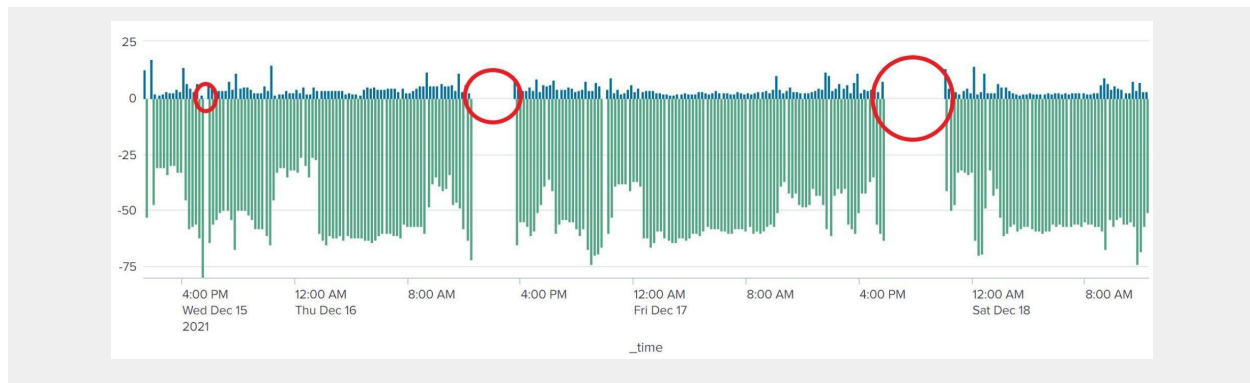 25
0
-25
-50
-75
4:00 PM 12:00 AM 8:00 AM 4:00 PM 12:00 AM 8:00 AM 4:00 PM 12:00 AM 8:00 AM
Wed Dec 15 Thu Dec 16 Fri Dec 17 Sat Dec 18
2021
_time